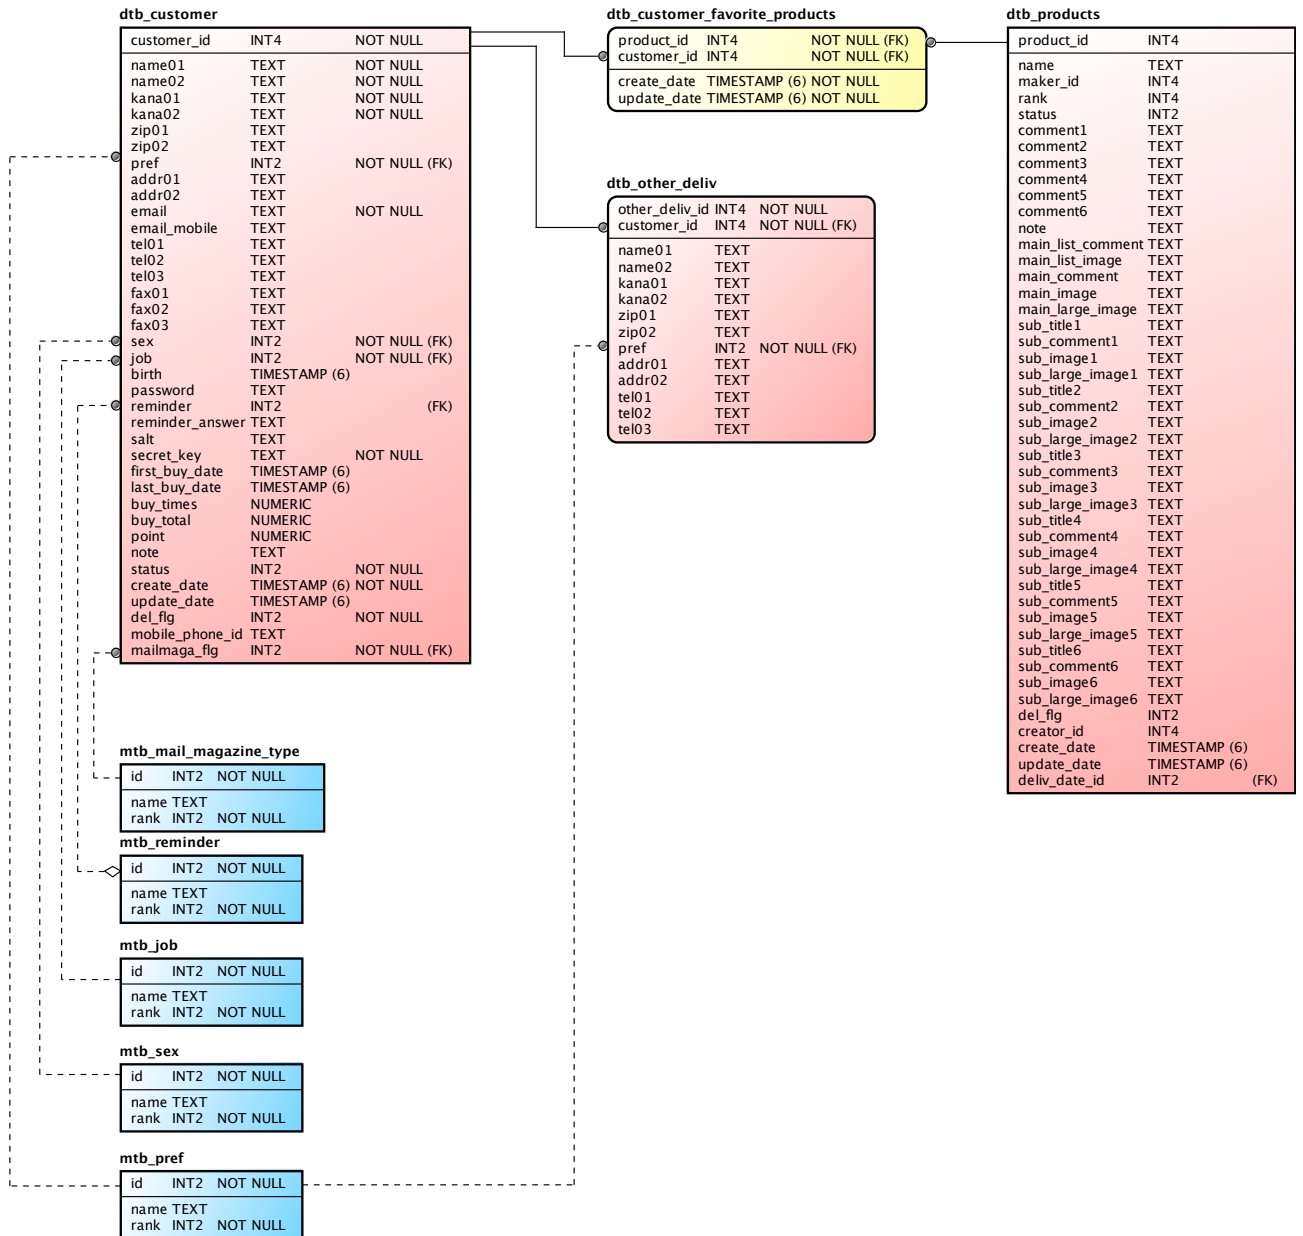 dtb_customer
customer_id INT4 NOT NULL
name01 TEXT NOT NULL
name02 TEXT NOT NULL
kana01 TEXT NOT NULL
kana02 TEXT NOT NULL
zip01 TEXT
zip02 TEXT
pref INT2 NOT NULL (FK)
addr01 TEXT
addr02 TEXT
email TEXT NOT NULL
email_mobile TEXT
tel01 TEXT
tel02 TEXT
tel03 TEXT
fax01 TEXT
fax02 TEXT
fax03 TEXT
sex INT2 NOT NULL (FK)
job INT2 NOT NULL (FK)
birth TIMESTAMP (6)
password TEXT
reminder INT2 (FK)
reminder_answer TEXT
salt TEXT
secret_key TEXT NOT NULL
first_buy_date TIMESTAMP (6)
last_buy_date TIMESTAMP (6)
buy_times NUMERIC
buy_total NUMERIC
point NUMERIC
note TEXT
status INT2 NOT NULL
create_date TIMESTAMP (6) NOT NULL
update_date TIMESTAMP (6)
del_flg INT2 NOT NULL
mobile_phone_id TEXT
mailmaga_flg INT2 NOT NULL (FK)
dtb_customer_favorite_products
product_id INT4 NOT NULL (FK)
customer_id INT4 NOT NULL (FK)
create_date TIMESTAMP (6) NOT NULL
update_date TIMESTAMP (6) NOT NULL
dtb_other_deliv
other_deliv_id INT4 NOT NULL
customer_id INT4 NOT NULL (FK)
name01 TEXT
name02 TEXT
kana01 TEXT
kana02 TEXT
zip01 TEXT
zip02 TEXT
pref INT2 NOT NULL (FK)
addr01 TEXT
addr02 TEXT
tel01 TEXT
tel02 TEXT
tel03 TEXT
dtb_products
product_id INT4
name TEXT
maker_id INT4
rank INT4
status INT2
comment1 TEXT
comment2 TEXT
comment3 TEXT
comment4 TEXT
comment5 TEXT
comment6 TEXT
note TEXT
main_list_comment TEXT
main_list_image TEXT
main_comment TEXT
main_image TEXT
main_large_image TEXT
sub_title1 TEXT
sub_comment1 TEXT
sub_image1 TEXT
sub_large_image1 TEXT
sub_title2 TEXT
sub_comment2 TEXT
sub_image2 TEXT
sub_large_image2 TEXT
sub_title3 TEXT
sub_comment3 TEXT
sub_image3 TEXT
sub_large_image3 TEXT
sub_title4 TEXT
sub_comment4 TEXT
sub_image4 TEXT
sub_large_image4 TEXT
sub_title5 TEXT
sub_comment5 TEXT
sub_image5 TEXT
sub_large_image5 TEXT
sub_title6 TEXT
sub_comment6 TEXT
sub_image6 TEXT
sub_large_image6 TEXT
del_flg INT2
creator_id INT4
create_date TIMESTAMP (6)
update_date TIMESTAMP (6)
deliv_date_id INT2 (FK)
mtb_mail_magazine_type
id INT2 NOT NULL
name TEXT
rank INT2 NOT NULL
mtb_reminder
id INT2 NOT NULL
name TEXT
rank INT2 NOT NULL
mtb_job
id INT2 NOT NULL
name TEXT
rank INT2 NOT NULL
mtb_sex
id INT2 NOT NULL
name TEXT
rank INT2 NOT NULL
mtb_pref
id INT2 NOT NULL
name TEXT
rank INT2 NOT NULL